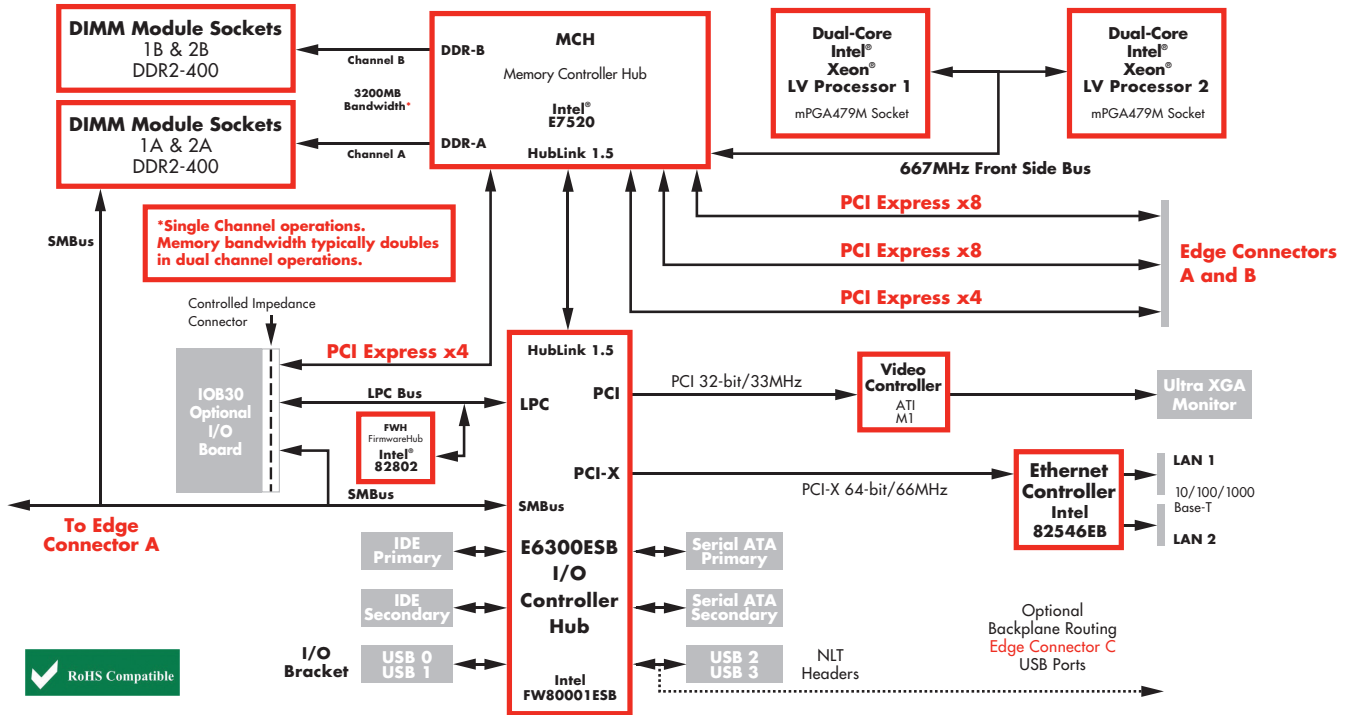 DIMM Module Sockets
1B & 2B
DDR2-400
Channel B
3200MB
Bandwidth*
DIMM Module Sockets
1A & 2A
DDR2-400
Channel A
DDR-B
MCH
Memory Controller Hub
Intel®
E7520
DDR-A
HubLink 1.5
Dual-Core
Intel®
Xeon®
LV Processor 1
mPGA479M Socket
Dual-Core
Intel®
Xeon®
LV Processor 2
mPGA479M Socket
667MHz Front Side Bus
PCI Express x8
PCI Express x8
PCI Express x4
Edge Connectors
A and B
SMBus
*Single Channel operations.
Memory bandwidth typically doubles
in dual channel operations.
Controlled Impedance
Connector
PCI Express x4
IOB30
Optional
I/O
Board
LPC Bus
FWH
FirmwareHub
Intel®
82802
SMBus
To Edge
Connector A
HubLink 1.5
LPC
PCI
PCI-X
SMBus
E6300ESB
I/O
Controller
Hub
Intel
FW80001ESB
PCI 32-bit/33MHz
Video
Controller
ATI
M1
Ultra XGA
Monitor
PCI-X 64-bit/66MHz
Ethernet
Controller
Intel
82546EB
LAN 1
10/100/1000
Base-T
LAN 2
IDE
Primary
Serial ATA
Primary
IDE
Secondary
Serial ATA
Secondary
I/O
Bracket
USB 0
USB 1
USB 2
USB 3
NLT
Headers
Optional
Backplane Routing
Edge Connector C
USB Ports
RoHS Compatible